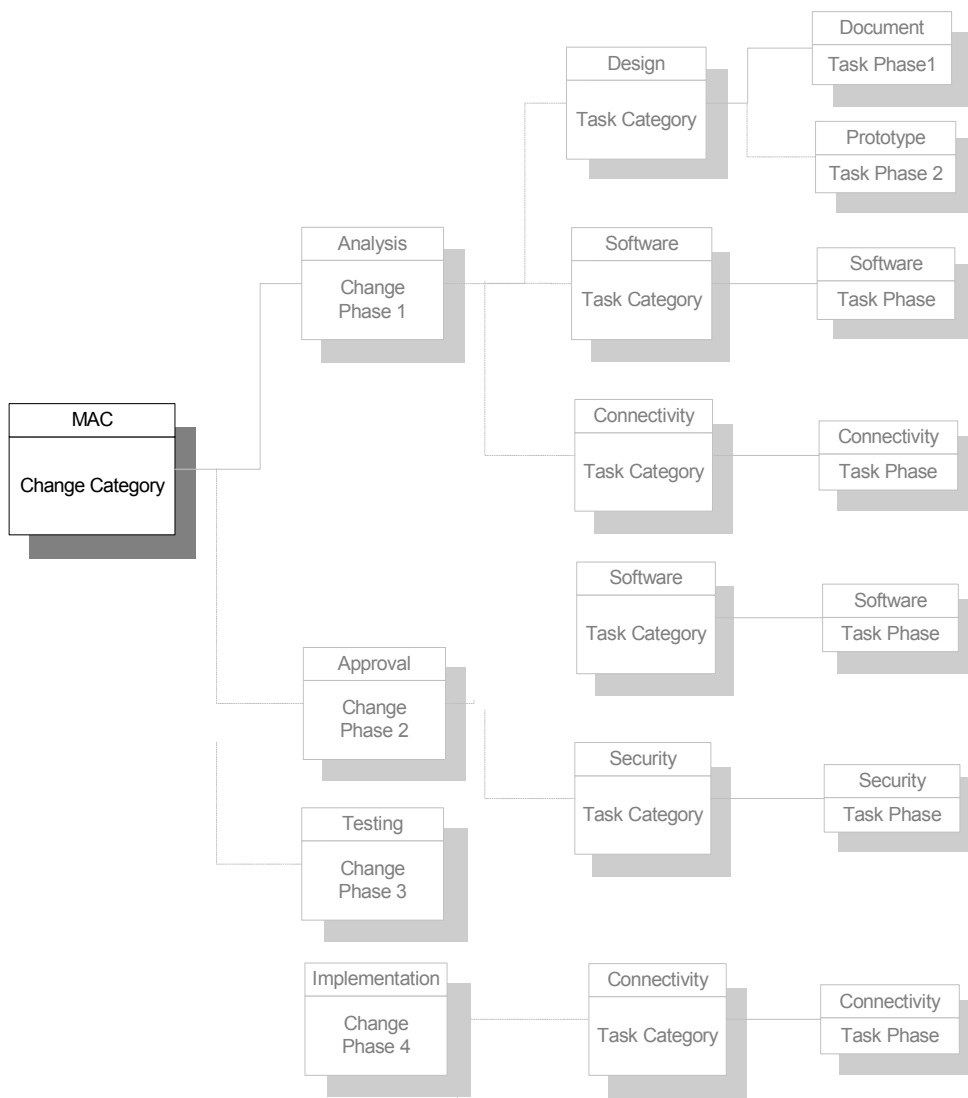 Document
Task Phase1
Design
Task Category
Prototype
Task Phase 2
Analysis
Change
Phase 1
Software
Task Category
Software
Task Phase
MAC
Change Category
Connectivity
Task Category
Connectivity
Task Phase
Software
Task Category
Software
Task Phase
Approval
Change
Phase 2
Security
Task Category
Security
Task Phase
Testing
Change
Phase 3
Implementation
Change
Phase 4
Connectivity
Task Category
Connectivity
Task Phase